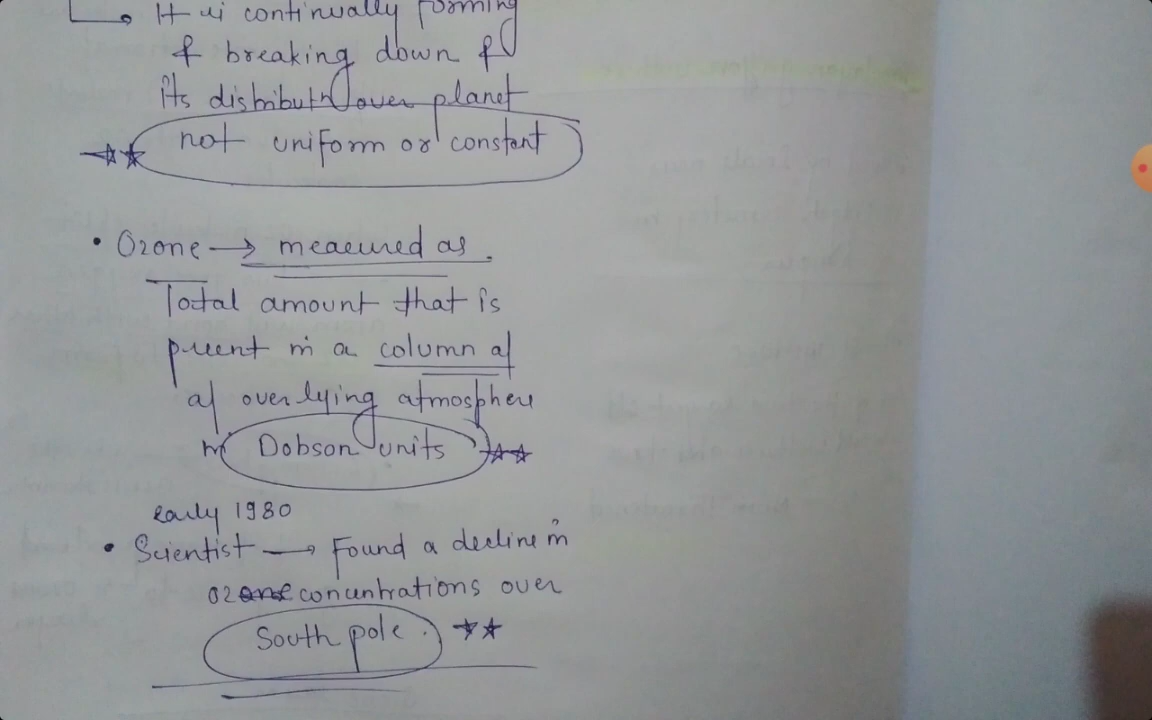 It is continually forming
& breaking down &
its distributn over planet
not uniform or constant
• Ozone → measured as.
Total amount that is
present in a column of
of overlying atmosphere
in Dobson units
early 1980
• Scientist → Found a decline in
ozone concentrations over
South pole.